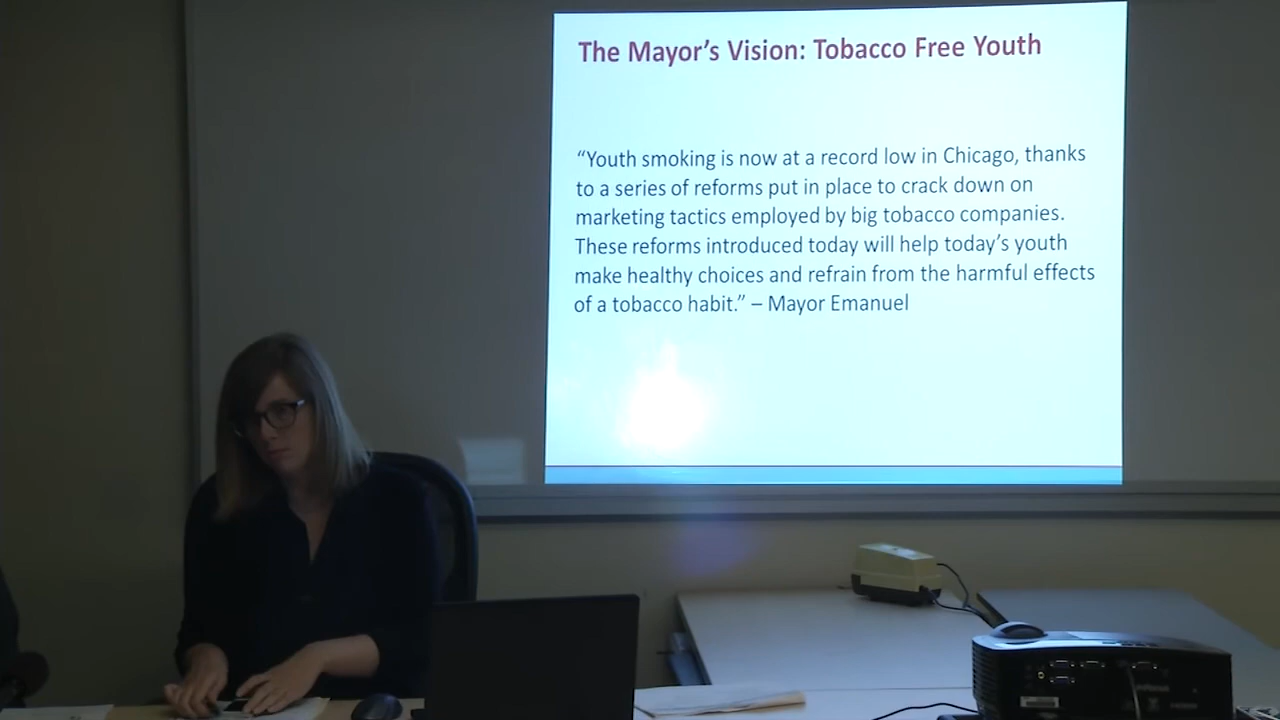 The Mayor’s Vision: Tobacco Free Youth
“Youth smoking is now at a record low in Chicago, thanks
to a series of reforms put in place to crack down on
marketing tactics employed by big tobacco companies.
These reforms introduced today will help today’s youth
make healthy choices and refrain from the harmful effects
of a tobacco habit.” – Mayor Emanuel